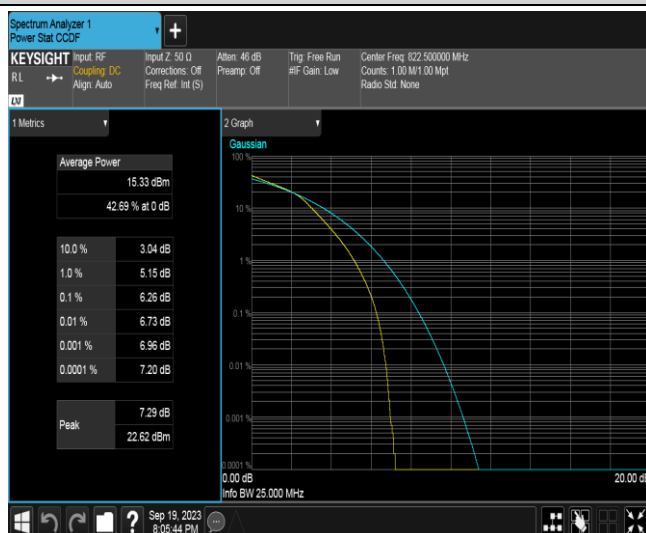 Spectrum Analyzer 1
Power Stat CCDF
KEYSIGHT
RL
LXI
Input: RF
Coupling: DC
Align: Auto
Input Z: 50 Ω
Corrections: Off
Freq Ref: Int (S)
Atten: 46 dB
Preamp: Off
Trig: Free Run
#IF Gain: Low
Center Freq: 822.500000 MHz
Counts: 1.00 M/1.00 Mpt
Radio Std: None
1 Metrics
Average Power
15.33 dBm
42.69 % at 0 dB
10.0 % 3.04 dB
1.0 % 5.15 dB
0.1 % 6.26 dB
0.01 % 6.73 dB
0.001 % 6.96 dB
0.0001 % 7.20 dB
Peak
7.29 dB
22.62 dBm
2 Graph
Gaussian
100 %
10 %
1 %
0.1 %
0.01 %
0.001 %
0.0001 %
0.00 dB
20.00 dB
Info BW 25.000 MHz
Sep 19, 2023
8:05:44 PM